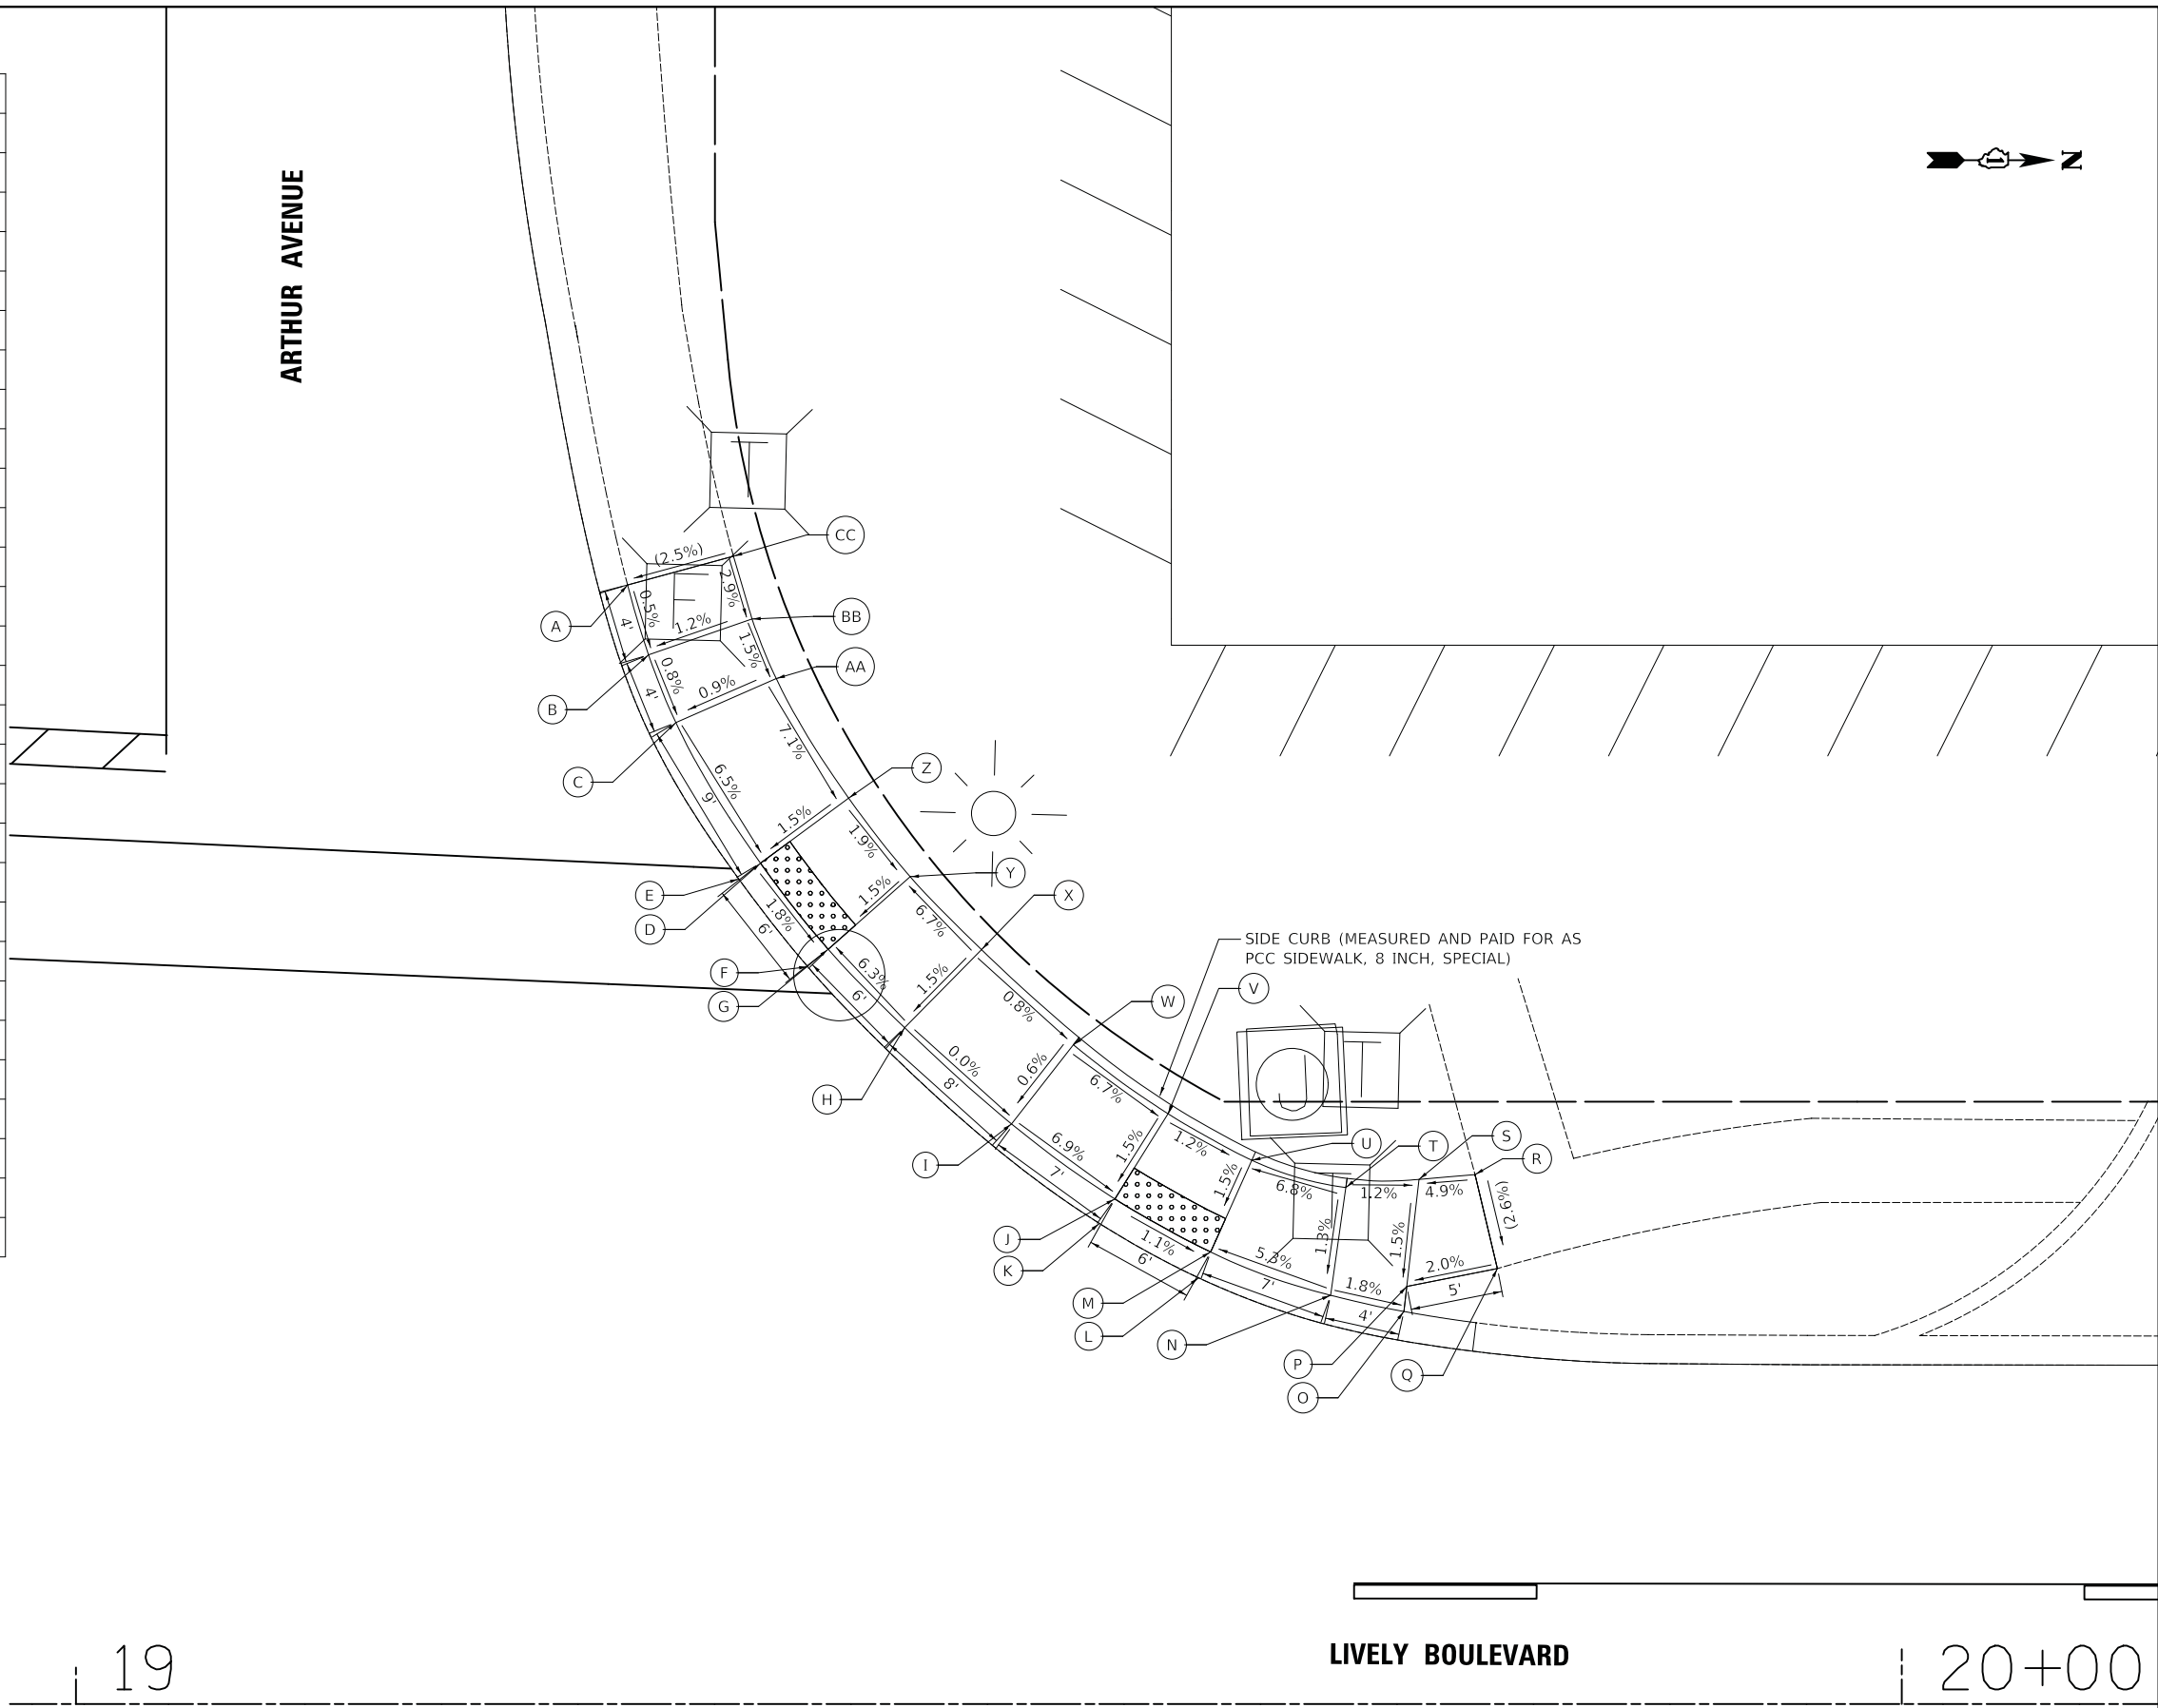 ARTHUR AVENUE
N
T
CC
(2.5%)
E
2.9%
0.5%
A
4'
1.2%
BB
1.5%
0.8%
AA
4'
0.9%
B
7.1%
Z
C
6.5%
9'
1.5%
1.9%
Y
E
1.5%
X
D
1.8%
6'
6.7%
SIDE CURB (MEASURED AND PAID FOR AS
PCC SIDEWALK, 8 INCH, SPECIAL)
F
6.3%
1.5%
V
G
6'
0.8%
W
0.0%
0.6%
T
J
8'
6.7%
H
6.9%
1.5%
1.2%
U
T
S
R
I
7'
1.5%
6.8%
T
1.2%
4.9%
(2.6%)
J
1.1%
1.3%
1.5%
K
6'
5.3%
2.0%
7'
1.8%
5'
M
4'
L
N
P
Q
O
LIVELY BOULEVARD
19
20+00